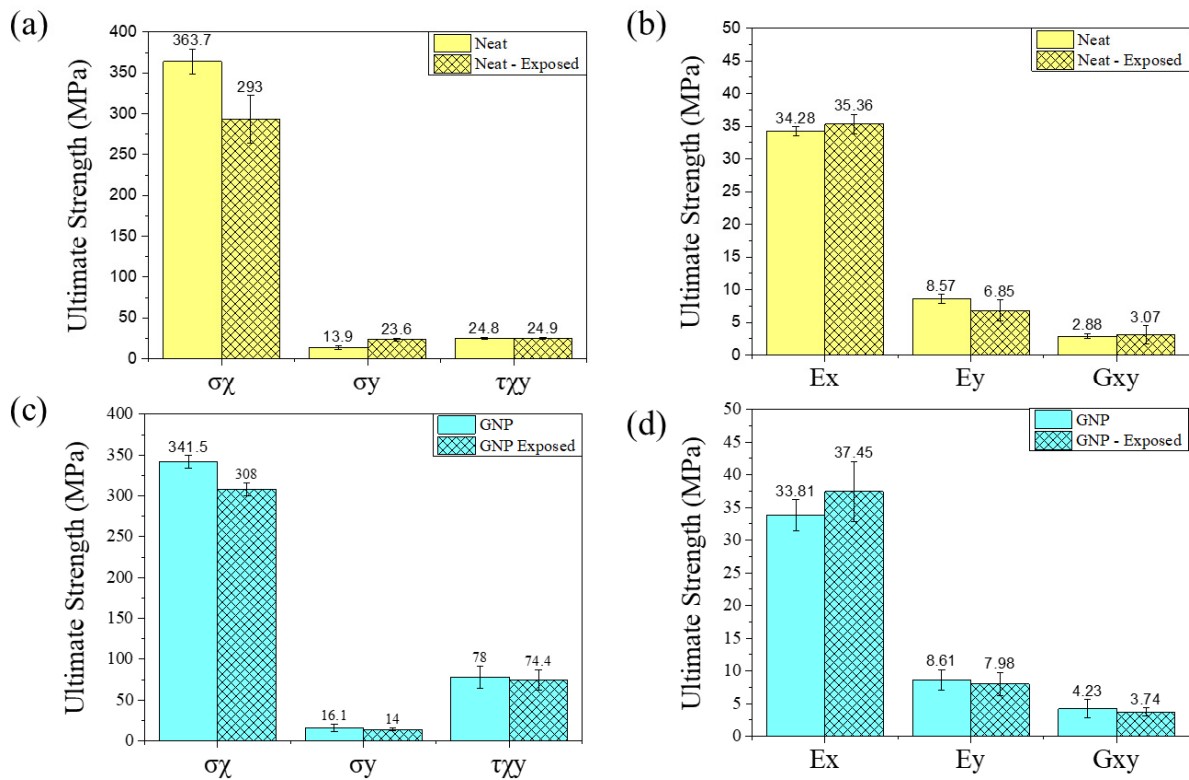 (a)
Ultimate Strength (MPa)
400
350
300
250
200
150
100
50
0
363.7
293
13.9
23.6
24.8
24.9
Neat
Neat - Exposed
σχ
σy
τχy
(b)
Ultimate Strength (MPa)
50
45
40
35
30
25
20
15
10
5
0
34.28
35.36
8.57
6.85
2.88
3.07
Neat
Neat - Exposed
Ex
Ey
Gxy
(c)
Ultimate Strength (MPa)
400
350
300
250
200
150
100
50
0
341.5
308
16.1
14
78
74.4
GNP
GNP Exposed
σχ
σy
τχy
(d)
Ultimate Strength (MPa)
50
45
40
35
30
25
20
15
10
5
0
33.81
37.45
8.61
7.98
4.23
3.74
GNP
GNP - Exposed
Ex
Ey
Gxy